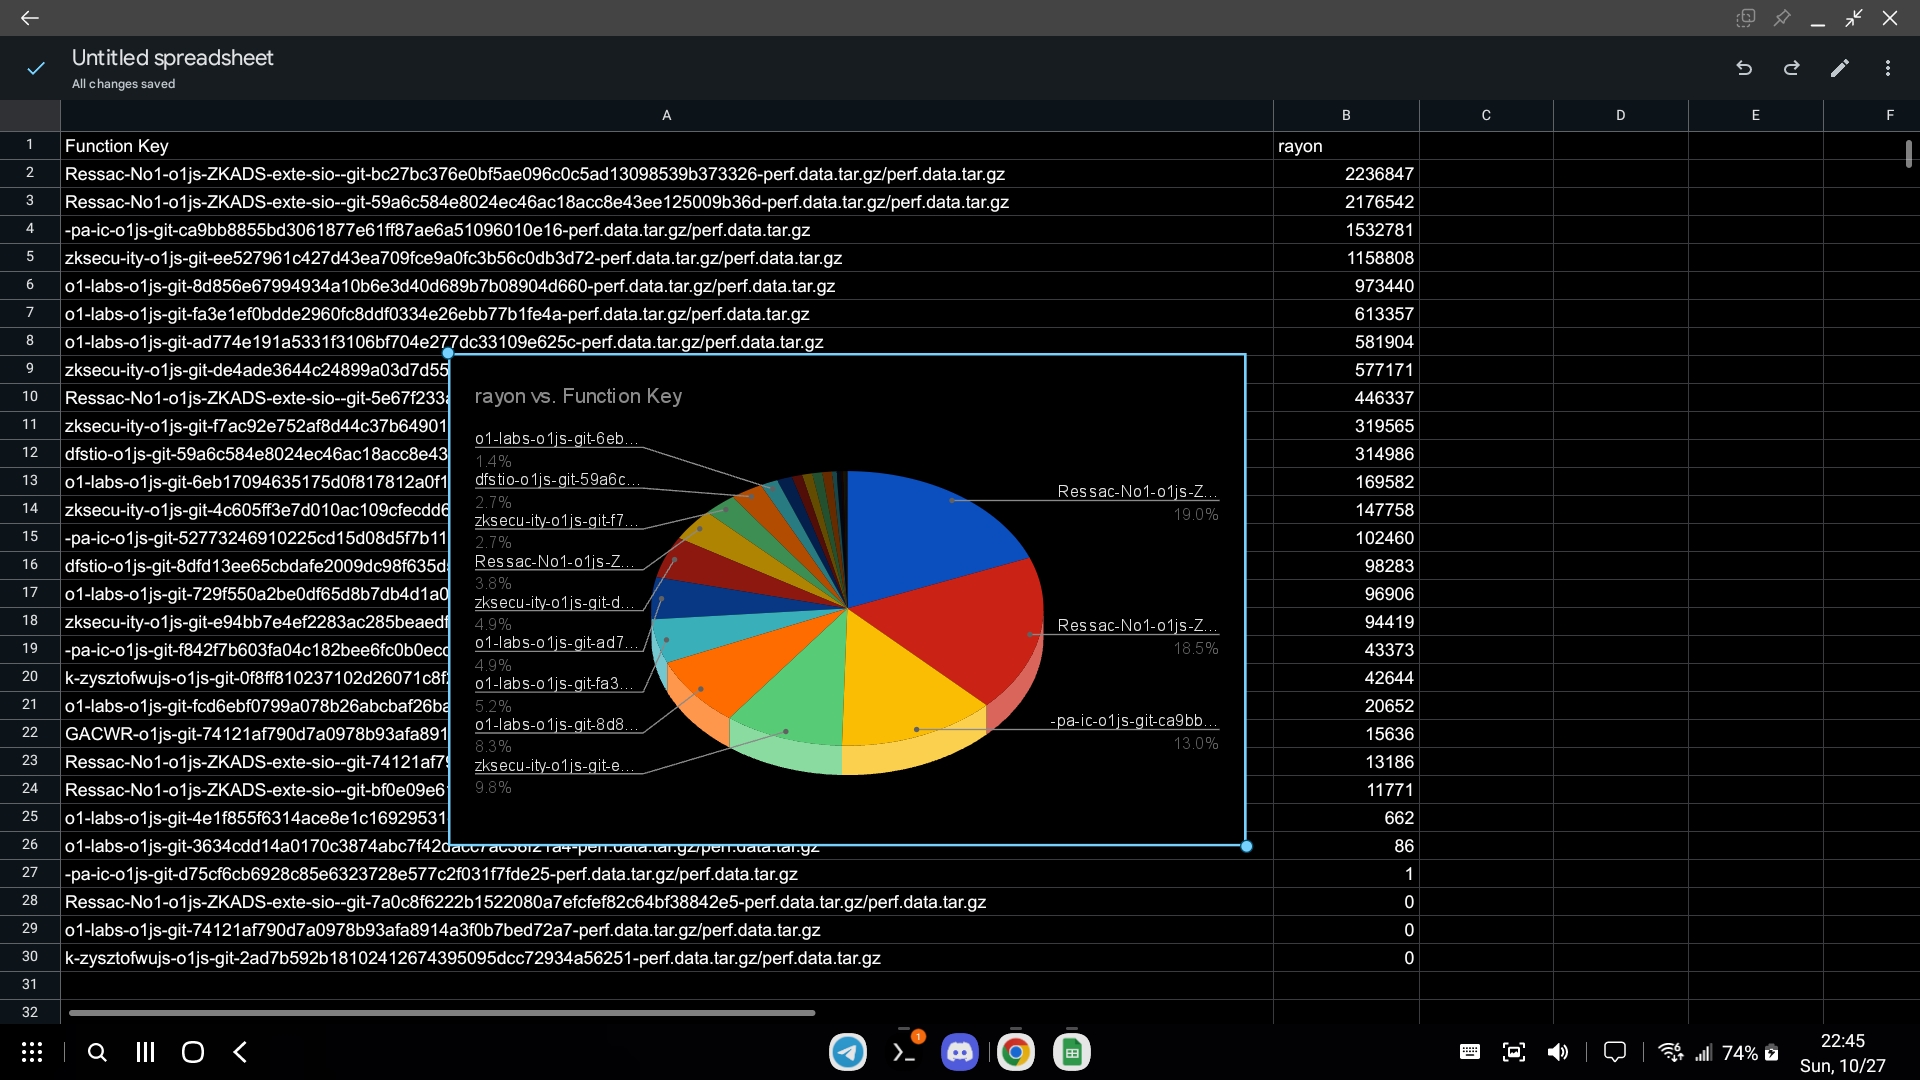 Untitled spreadsheet
All changes saved
A B C D E F
1 Function Key rayon
2 Ressac-No1-o1js-ZKADS-exte-sio--git-bc27bc376e0bf5ae096c0c5ad13098539b373326-perf.data.tar.gz/perf.data.tar.gz 2236847
3 Ressac-No1-o1js-ZKADS-exte-sio--git-59a6c584e8024ec46ac18acc8e43ee125009b36d-perf.data.tar.gz/perf.data.tar.gz 2176542
4 -pa-ic-o1js-git-ca9bb8855bd3061877e61ff87ae6a51096010e16-perf.data.tar.gz/perf.data.tar.gz 1532781
5 zksecu-ity-o1js-git-ee527961c427d43ea709fce9a0fc3b56c0db3d72-perf.data.tar.gz/perf.data.tar.gz 1158808
6 o1-labs-o1js-git-8d856e67994934a10b6e3d40d689b7b08904d660-perf.data.tar.gz/perf.data.tar.gz 973440
7 o1-labs-o1js-git-fa3e1ef0bdde2960fc8ddf0334e26ebb77b1fe4a-perf.data.tar.gz/perf.data.tar.gz 613357
8 o1-labs-o1js-git-ad774e191a5331f3106bf704e277dc33109e625c-perf.data.tar.gz/perf.data.tar.gz 581904
9 zksecu-ity-o1js-git-de4ade3644c24899a03d7d55 577171
10 Ressac-No1-o1js-ZKADS-exte-sio--git-5e67f233 446337
11 zksecu-ity-o1js-git-f7ac92e752af8d44c37b64901 319565
12 dfstio-o1js-git-59a6c584e8024ec46ac18acc8e43 314986
13 o1-labs-o1js-git-6eb17094635175d0f817812a0f1 169582
14 zksecu-ity-o1js-git-4c605ff3e7d010ac109cfecdd6 147758
15 -pa-ic-o1js-git-52773246910225cd15d08d5f7b11 102460
16 dfstio-o1js-git-8dfd13ee65cbdafe2009dc98f635d 98283
17 o1-labs-o1js-git-729f550a2be0df65d8b7db4d1a0 96906
18 zksecu-ity-o1js-git-e94bb7e4ef2283ac285beaedf 94419
19 -pa-ic-o1js-git-f842f7b603fa04c182bee6fc0b0ecc 43373
20 k-zysztofwujs-o1js-git-0f8ff810237102d26071c8f 42644
21 o1-labs-o1js-git-fcd6ebf0799a078b26abcbaf26ba 20652
22 GACWR-o1js-git-74121af790d7a0978b93afa891 15636
23 Ressac-No1-o1js-ZKADS-exte-sio--git-74121af79 13186
24 Ressac-No1-o1js-ZKADS-exte-sio--git-bf0e09e6 11771
25 o1-labs-o1js-git-4e1f855f6314ace8e1c16929531 662
26 o1-labs-o1js-git-3634cdd14a0170c3874abc7f42 86
27 -pa-ic-o1js-git-d75cf6cb6928c85e6323728e577c2f031f7fde25-perf.data.tar.gz/perf.data.tar.gz 1
28 Ressac-No1-o1js-ZKADS-exte-sio--git-7a0c8f6222b1522080a7efcfef82c64bf38842e5-perf.data.tar.gz/perf.data.tar.gz 0
29 o1-labs-o1js-git-74121af790d7a0978b93afa8914a3f0b7bed72a7-perf.data.tar.gz/perf.data.tar.gz 0
30 k-zysztofwujs-o1js-git-2ad7b592b18102412674395095dcc72934a56251-perf.data.tar.gz/perf.data.tar.gz 0
31
32
rayon vs. Function Key
o1-labs-o1js-git-6eb...
1.4%
dfstio-o1js-git-59a6c...
2.7%
zksecu-ity-o1js-git-f7...
2.7%
Ressac-No1-o1js-Z...
3.8%
zksecu-ity-o1js-git-d...
4.9%
o1-labs-o1js-git-ad7...
4.9%
o1-labs-o1js-git-fa3...
5.2%
o1-labs-o1js-git-8d8...
8.3%
zksecu-ity-o1js-git-e...
9.8%
Ressac-No1-o1js-Z...
19.0%
Ressac-No1-o1js-Z...
18.5%
-pa-ic-o1js-git-ca9bb...
13.0%
1
74%
22:45
Sun, 10/27